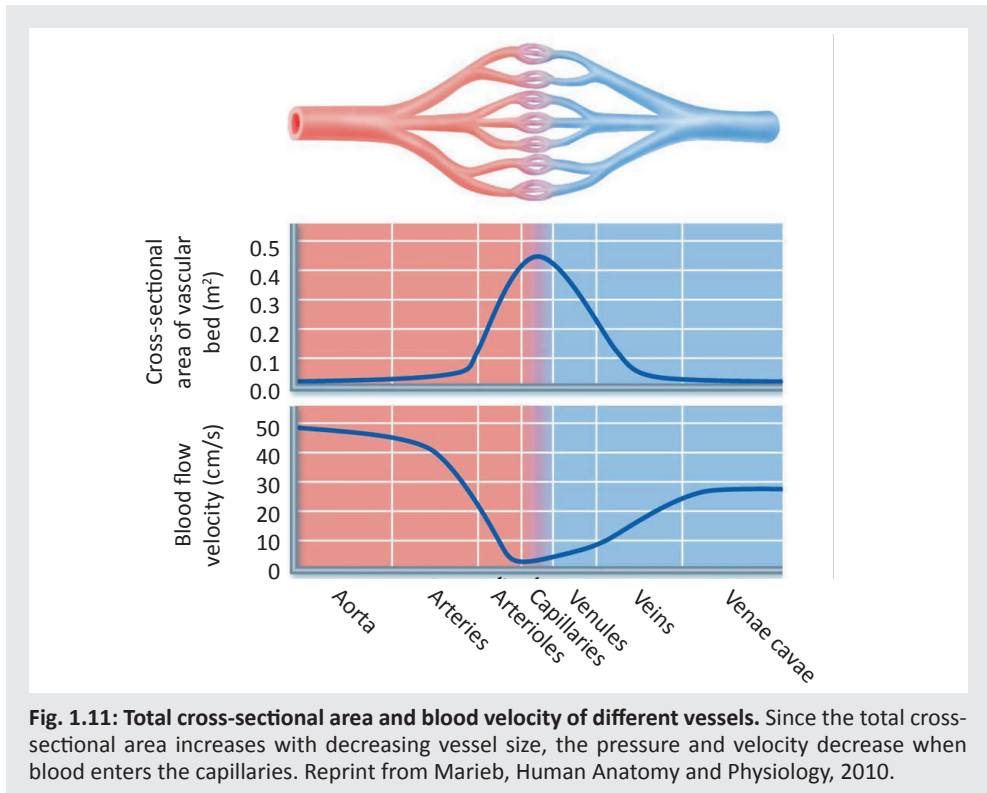 Cross-sectional
area of vascular
bed (m²)
0.5
0.4
0.3
0.2
0.1
0.0
Blood flow
velocity (cm/s)
50
40
30
20
10
0
Aorta
Arteries
Arterioles
Capillaries
Venules
Veins
Venae cavae
Fig. 1.11: Total cross-sectional area and blood velocity of different vessels. Since the total cross-
sectional area increases with decreasing vessel size, the pressure and velocity decrease when
blood enters the capillaries. Reprint from Marieb, Human Anatomy and Physiology, 2010.